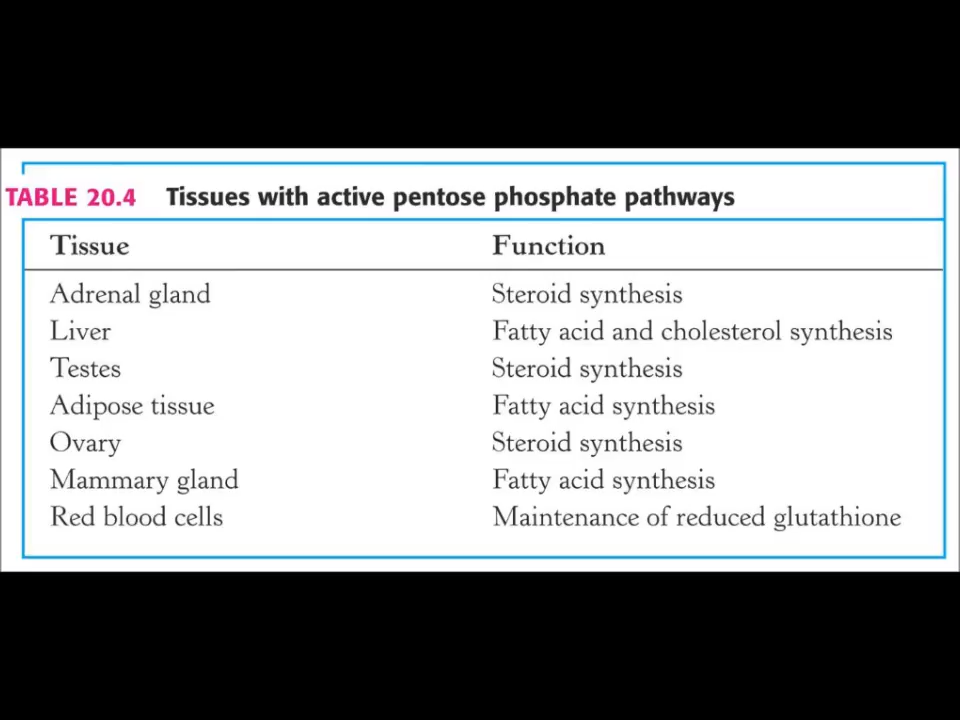 TABLE 20.4 Tissues with active pentose phosphate pathways
Tissue Function
Adrenal gland Steroid synthesis
Liver Fatty acid and cholesterol synthesis
Testes Steroid synthesis
Adipose tissue Fatty acid synthesis
Ovary Steroid synthesis
Mammary gland Fatty acid synthesis
Red blood cells Maintenance of reduced glutathione